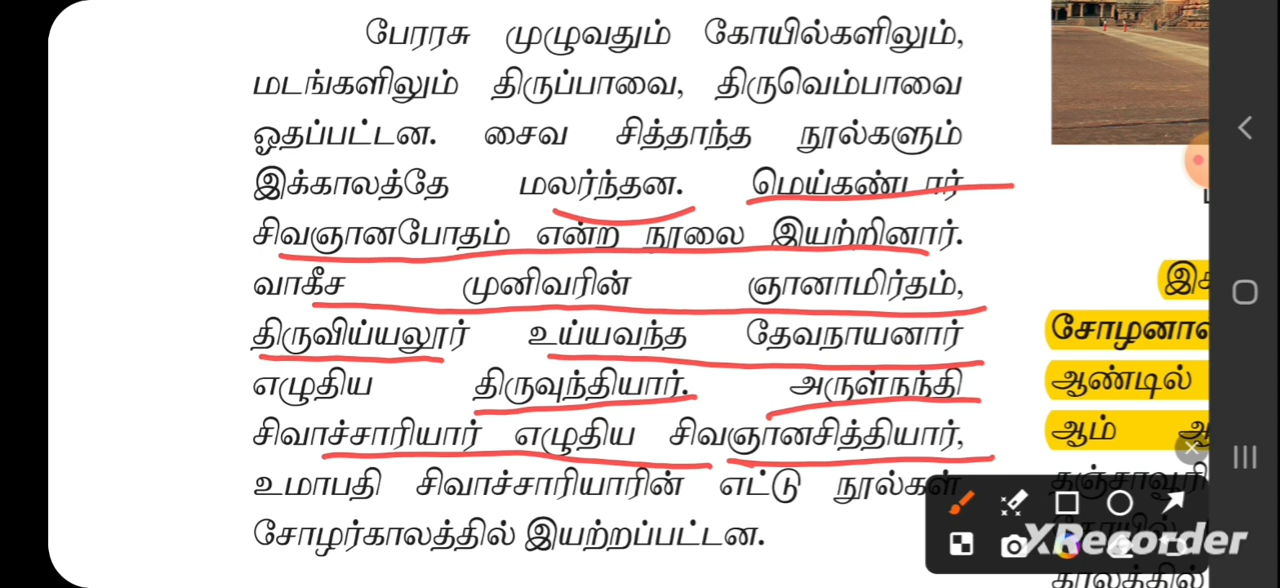 பேரரசு முழுவதும் கோயில்களிலும்,
மடங்களிலும் திருப்பாவை, திருவெம்பாவை
ஓதப்பட்டன. சைவ சித்தாந்த நூல்களும்
இக்காலத்தே மலர்ந்தன. மெய்கண்டார்
சிவஞானபோதம் என்ற நூலை இயற்றினார்.
வாகீச முனிவரின் ஞானாமிர்தம்,
திருவிய்யலூர் உய்யவந்த தேவநாயனார்
எழுதிய திருவுந்தியார். அருள்நந்தி
சிவாச்சாரியார் எழுதிய சிவஞானசித்தியார்,
உமாபதி சிவாச்சாரியாரின் எட்டு நூல்கள்
சோழர்காலத்தில் இயற்றப்பட்டன.
ஆண்டில்
ஆம்
காலத்தில்
XRecorder